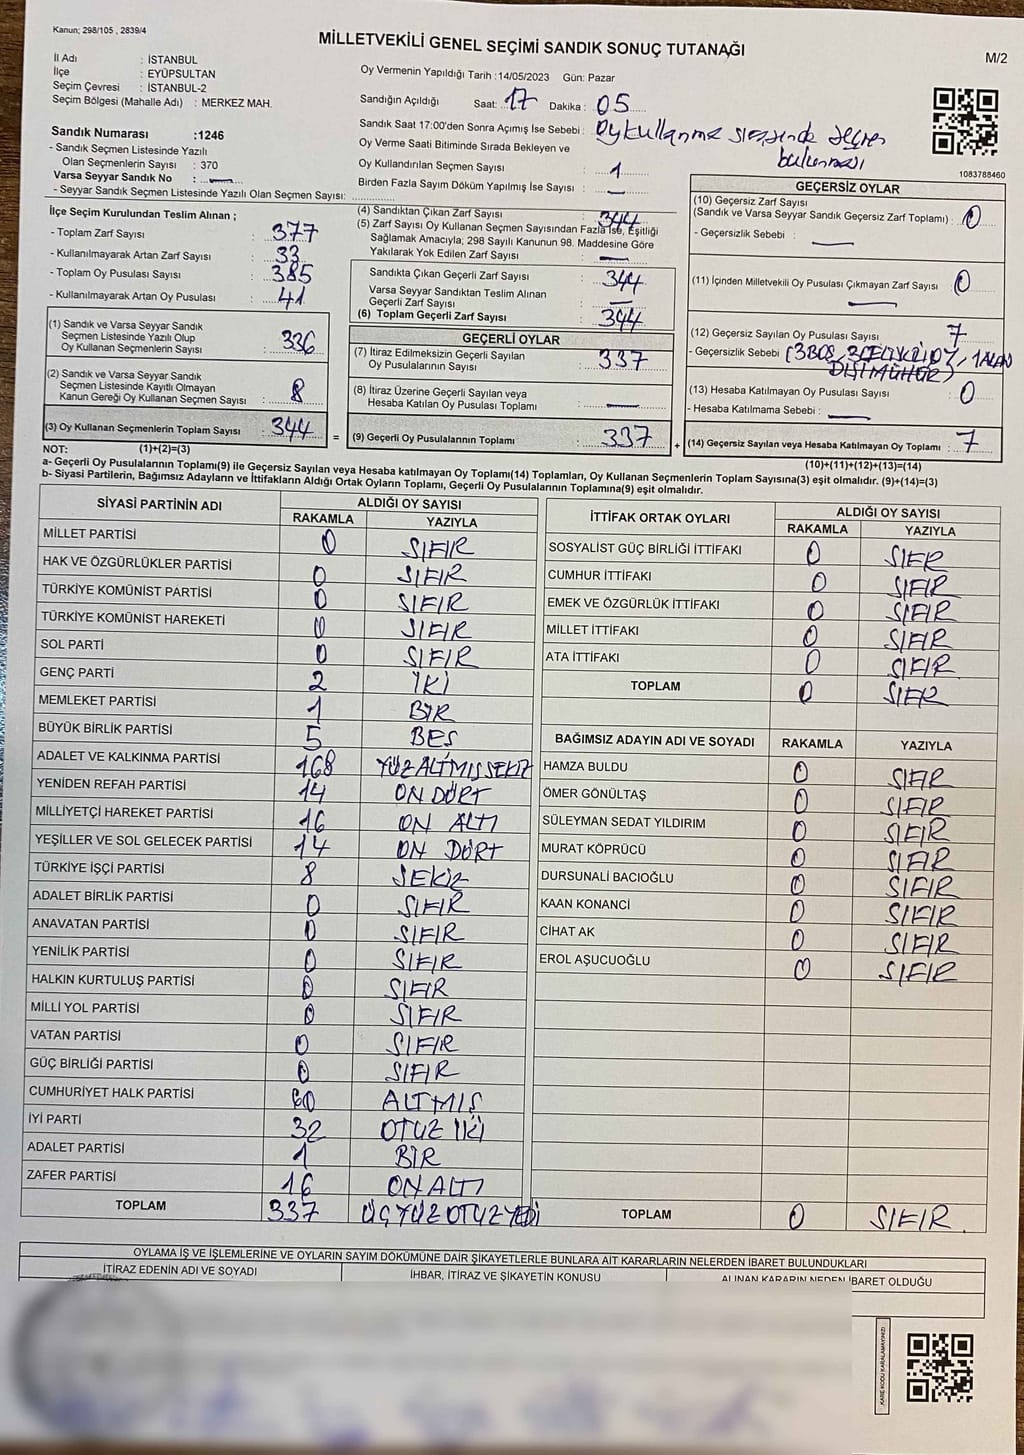 Kanun; 298/105 , 2839/4
MİLLETVEKİLİ GENEL SEÇİMİ SANDIK SONUÇ TUTANAĞI
M/2
İl Adı : İSTANBUL
İlçe : EYÜPSULTAN
Seçim Çevresi : İSTANBUL-2
Seçim Bölgesi (Mahalle Adı) : MERKEZ MAH.
Sandık Numarası :1246
- Sandık Seçmen Listesinde Yazılı
Olan Seçmenlerin Sayısı : 370
Varsa Seyyar Sandık No :
- Seyyar Sandık Seçmen Listesinde Yazılı Olan Seçmen Sayısı:
Oy Vermenin Yapıldığı Tarih :14/05/2023 Gün: Pazar
Sandığın Açıldığı Saat: 17 Dakika : 05
Sandık Saat 17:00'den Sonra Açımış İse Sebebi : Oy kullanma sırasında seçmen
bulunması
Oy Verme Saati Bitiminde Sırada Bekleyen ve
Oy Kullandırılan Seçmen Sayısı : 1
Birden Fazla Sayım Döküm Yapılmış İse Sayısı : —
1083788460
İlçe Seçim Kurulundan Teslim Alınan ;
- Toplam Zarf Sayısı : 377
- Kullanılmayarak Artan Zarf Sayısı : 33
- Toplam Oy Pusulası Sayısı : 385
- Kullanılmayarak Artan Oy Pusulası : 41
(1) Sandık ve Varsa Seyyar Sandık
Seçmen Listesinde Yazılı Olup
Oy Kullanan Seçmenlerin Sayısı : 336
(2) Sandık ve Varsa Seyyar Sandık
Seçmen Listesinde Kayıtlı Olmayan
Kanun Gereği Oy Kullanan Seçmen Sayısı : 8
(3) Oy Kullanan Seçmenlerin Toplam Sayısı : 344
(4) Sandıktan Çıkan Zarf Sayısı : 344
(5) Zarf Sayısı Oy Kullanan Seçmen Sayısından Fazla İse, Eşitliği
Sağlamak Amacıyla; 298 Sayılı Kanunun 98. Maddesine Göre
Yakılarak Yok Edilen Zarf Sayısı : —
Sandıkta Çıkan Geçerli Zarf Sayısı : 344
Varsa Seyyar Sandıktan Teslim Alınan
Geçerli Zarf Sayısı : —
(6) Toplam Geçerli Zarf Sayısı : 344
GEÇERLİ OYLAR
(7) İtiraz Edilmeksizin Geçerli Sayılan
Oy Pusulalarının Sayısı : 337
(8) İtiraz Üzerine Geçerli Sayılan veya
Hesaba Katılan Oy Pusulası Toplamı : —
= (9) Geçerli Oy Pusulalarının Toplamı : 337 +
GEÇERSİZ OYLAR
(10) Geçersiz Zarf Sayısı
(Sandık ve Varsa Seyyar Sandık Geçersiz Zarf Toplamı) : 0
- Geçersizlik Sebebi : —
(11) İçinden Milletvekili Oy Pusulası Çıkmayan Zarf Sayısı : 0
(12) Geçersiz Sayılan Oy Pusulası Sayısı : 7
- Geçersizlik Sebebi (3 BOŞ, 3 ÇELİKİLİ OY, 1 ALAN
DIŞI MÜHÜR)
(13) Hesaba Katılmayan Oy Pusulası Sayısı : 0
- Hesaba Katılmama Sebebi : —
(14) Geçersiz Sayılan veya Hesaba Katılmayan Oy Toplamı : 7
NOT: (1)+(2)=(3)
(10)+(11)+(12)+(13)=(14)
a- Geçerli Oy Pusulalarının Toplamı(9) ile Geçersiz Sayılan veya Hesaba katılmayan Oy Toplamı(14) Toplamları, Oy Kullanan Seçmenlerin Toplam Sayısına(3) eşit olmalıdır. (9)+(14)=(3)
b- Siyasi Partilerin, Bağımsız Adayların ve İttifakların Aldığı Ortak Oyların Toplamı, Geçerli Oy Pusulalarının Toplamına(9) eşit olmalıdır.
SİYASİ PARTİNİN ADI ALDIĞI OY SAYISI
RAKAMLA YAZIYLA
MİLLET PARTİSİ 0 SIFIR
HAK VE ÖZGÜRLÜKLER PARTİSİ 0 SIFIR
TÜRKİYE KOMÜNİST PARTİSİ 0 SIFIR
TÜRKİYE KOMÜNİST HAREKETİ 0 SIFIR
SOL PARTİ 0 SIFIR
GENÇ PARTİ 2 İKİ
MEMLEKET PARTİSİ 1 BİR
BÜYÜK BİRLİK PARTİSİ 5 BEŞ
ADALET VE KALKINMA PARTİSİ 168 YÜZ ALTMIŞ SEKİZ
YENİDEN REFAH PARTİSİ 14 ON DÖRT
MİLLİYETÇİ HAREKET PARTİSİ 16 ON ALTI
YEŞİLLER VE SOL GELECEK PARTİSİ 14 ON DÖRT
TÜRKİYE İŞÇİ PARTİSİ 8 SEKİZ
ADALET BİRLİK PARTİSİ 0 SIFIR
ANAVATAN PARTİSİ 0 SIFIR
YENİLİK PARTİSİ 0 SIFIR
HALKIN KURTULUŞ PARTİSİ 0 SIFIR
MİLLİ YOL PARTİSİ 0 SIFIR
VATAN PARTİSİ 0 SIFIR
GÜÇ BİRLİĞİ PARTİSİ 0 SIFIR
CUMHURİYET HALK PARTİSİ 60 ALTMIŞ
İYİ PARTİ 32 OTUZ İKİ
ADALET PARTİSİ 1 BİR
ZAFER PARTİSİ 16 ON ALTI
TOPLAM 337 ÜÇ YÜZ OTUZ YEDİ
İTTİFAK ORTAK OYLARI ALDIĞI OY SAYISI
RAKAMLA YAZIYLA
SOSYALİST GÜÇ BİRLİĞİ İTTİFAKI 0 SIFIR
CUMHUR İTTİFAKI 0 SIFIR
EMEK VE ÖZGÜRLÜK İTTİFAKI 0 SIFIR
MİLLET İTTİFAKI 0 SIFIR
ATA İTTİFAKI 0 SIFIR
TOPLAM 0 SIFIR
BAĞIMSIZ ADAYIN ADI VE SOYADI RAKAMLA YAZIYLA
HAMZA BULDU 0 SIFIR
ÖMER GÖNÜLTAŞ 0 SIFIR
SÜLEYMAN SEDAT YILDIRIM 0 SIFIR
MURAT KÖPRÜCÜ 0 SIFIR
DURSUNALİ BACIOĞLU 0 SIFIR
KAAN KONANCİ 0 SIFIR
CİHAT AK 0 SIFIR
EROL AŞUCUOĞLU 0 SIFIR
TOPLAM 0 SIFIR
OYLAMA İŞ VE İŞLEMLERİNE VE OYLARIN SAYIM DÖKÜMÜNE DAİR ŞİKAYETLERLE BUNLARA AİT KARARLARIN NELERDEN İBARET BULUNDUKLARI
İTİRAZ EDENİN ADI VE SOYADI İHBAR, İTİRAZ VE ŞİKAYETİN KONUSU ALINAN KARARIN NEDEN İBARET OLDUĞU
KARE KODU KARALAMAYINIZ!